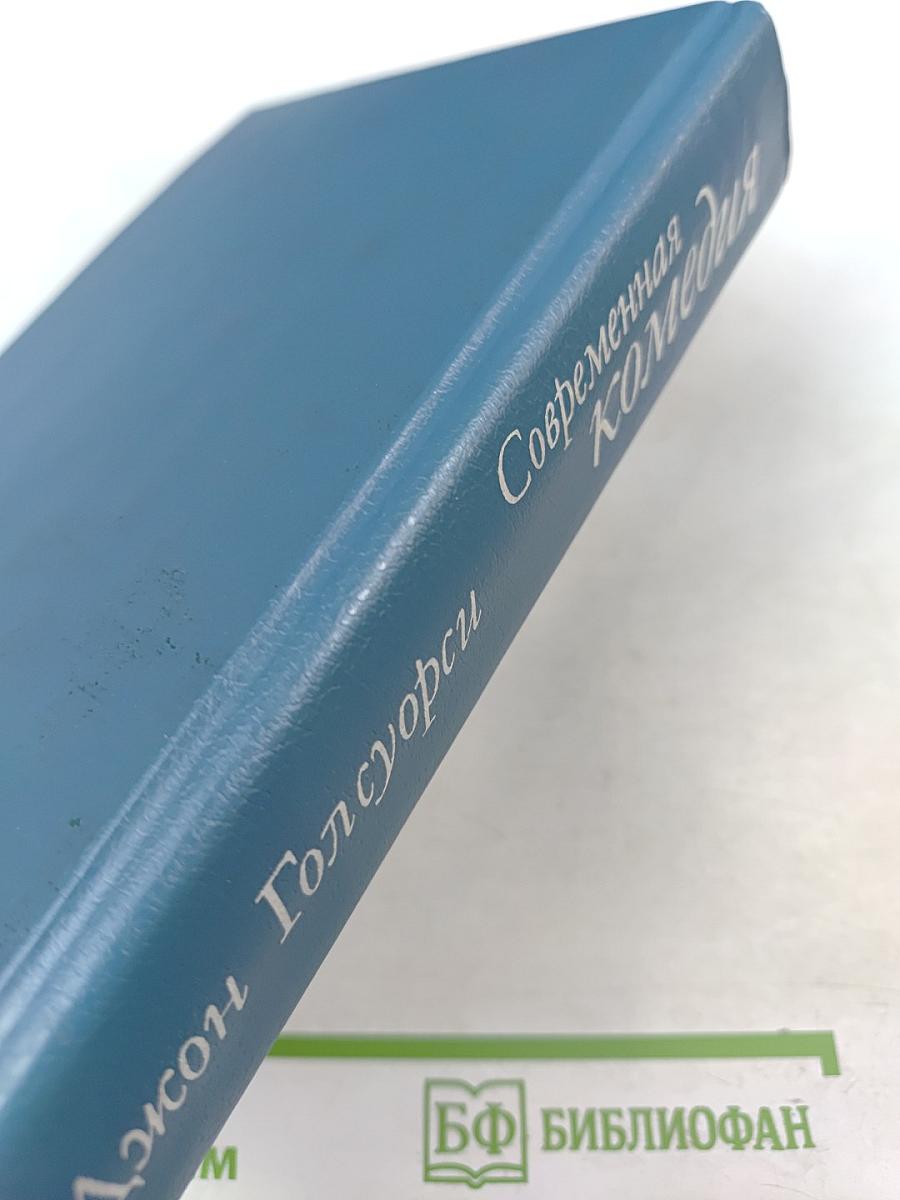 Джон Голсуорси
Современная
комедия
БФ БИБЛИОФАН